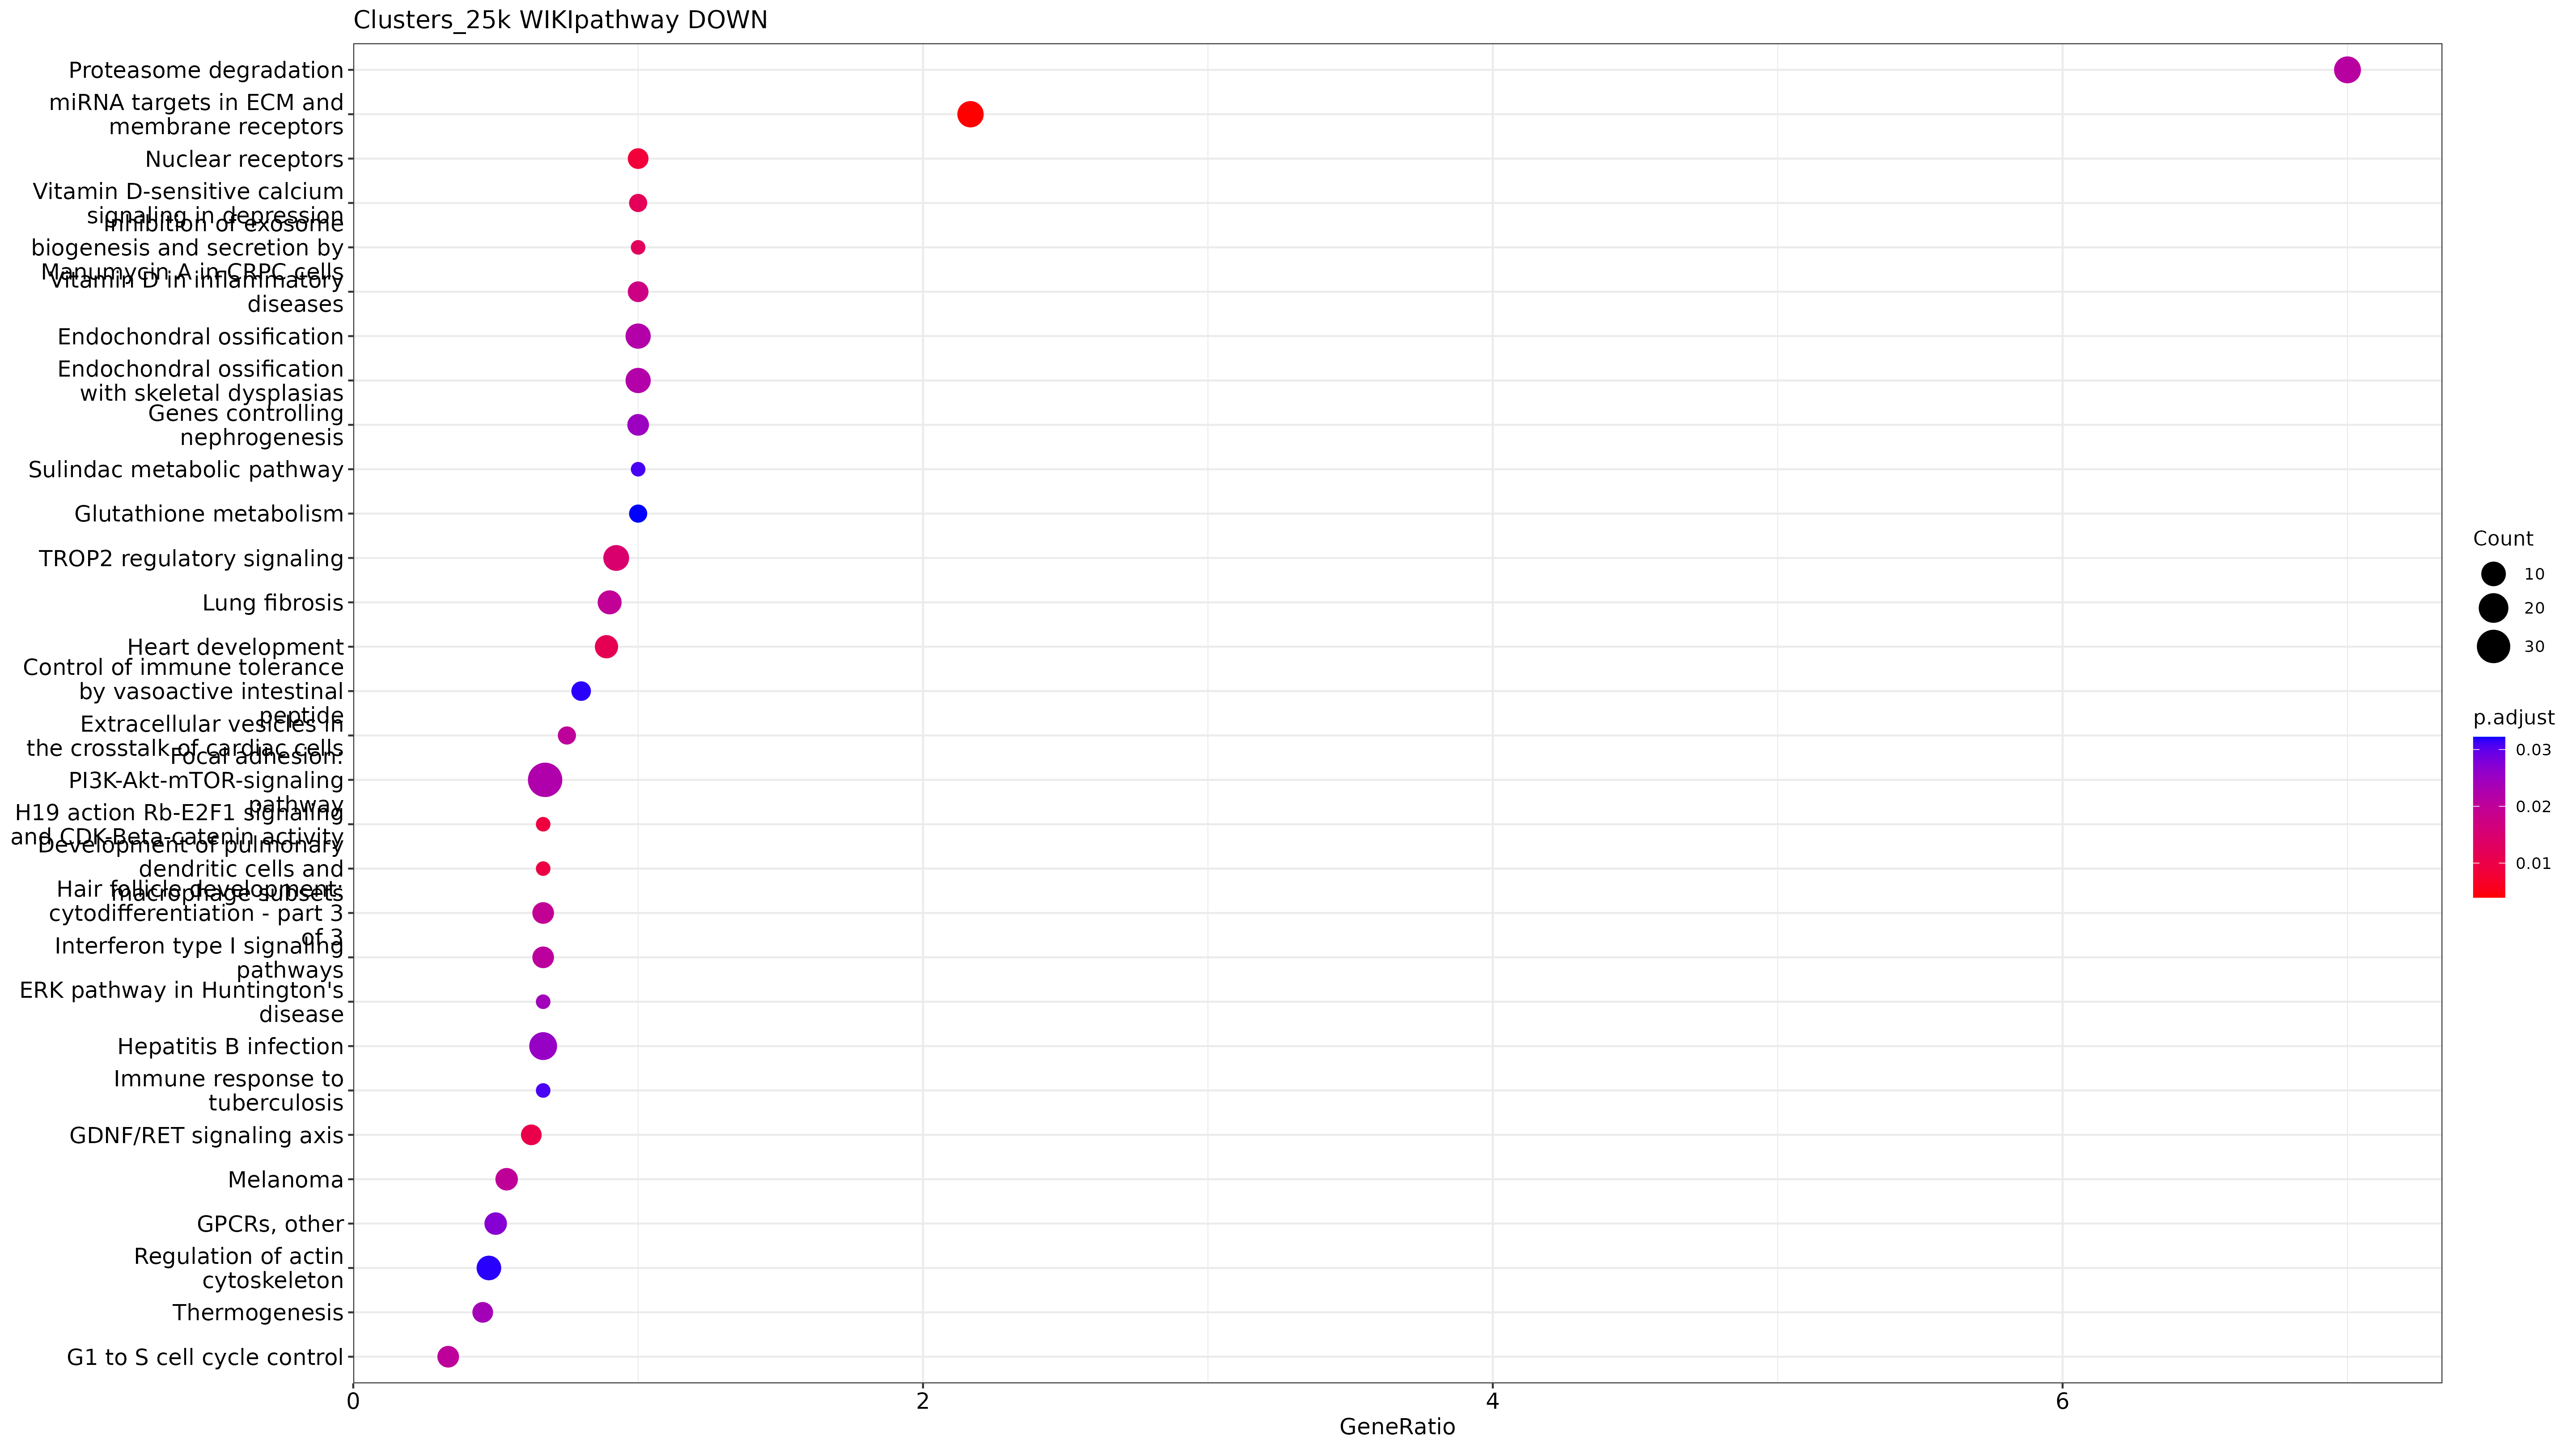 Clusters_25k WIKIpathway DOWN
Proteasome degradation
miRNA targets in ECM and
membrane receptors
Nuclear receptors
Vitamin D-sensitive calcium
signaling in depression
Inhibition of exosome
biogenesis and secretion by
Manumycin A in CRPC cells
Vitamin D in inflammatory
diseases
Endochondral ossification
Endochondral ossification
with skeletal dysplasias
Genes controlling
nephrogenesis
Sulindac metabolic pathway
Glutathione metabolism
TROP2 regulatory signaling
Lung fibrosis
Heart development
Control of immune tolerance
by vasoactive intestinal
peptide
Extracellular vesicles in
the crosstalk of cardiac cells
Focal adhesion:
PI3K-Akt-mTOR-signaling
pathway
H19 action Rb-E2F1 signaling
and CDK-Beta-catenin activity
Development of pulmonary
dendritic cells and
macrophage subsets
Hair follicle development:
cytodifferentiation - part 3
of 3
Interferon type I signaling
pathways
ERK pathway in Huntington's
disease
Hepatitis B infection
Immune response to
tuberculosis
GDNF/RET signaling axis
Melanoma
GPCRs, other
Regulation of actin
cytoskeleton
Thermogenesis
G1 to S cell cycle control
0
2
4
6
GeneRatio
Count
10
20
30
p.adjust
0.03
0.02
0.01